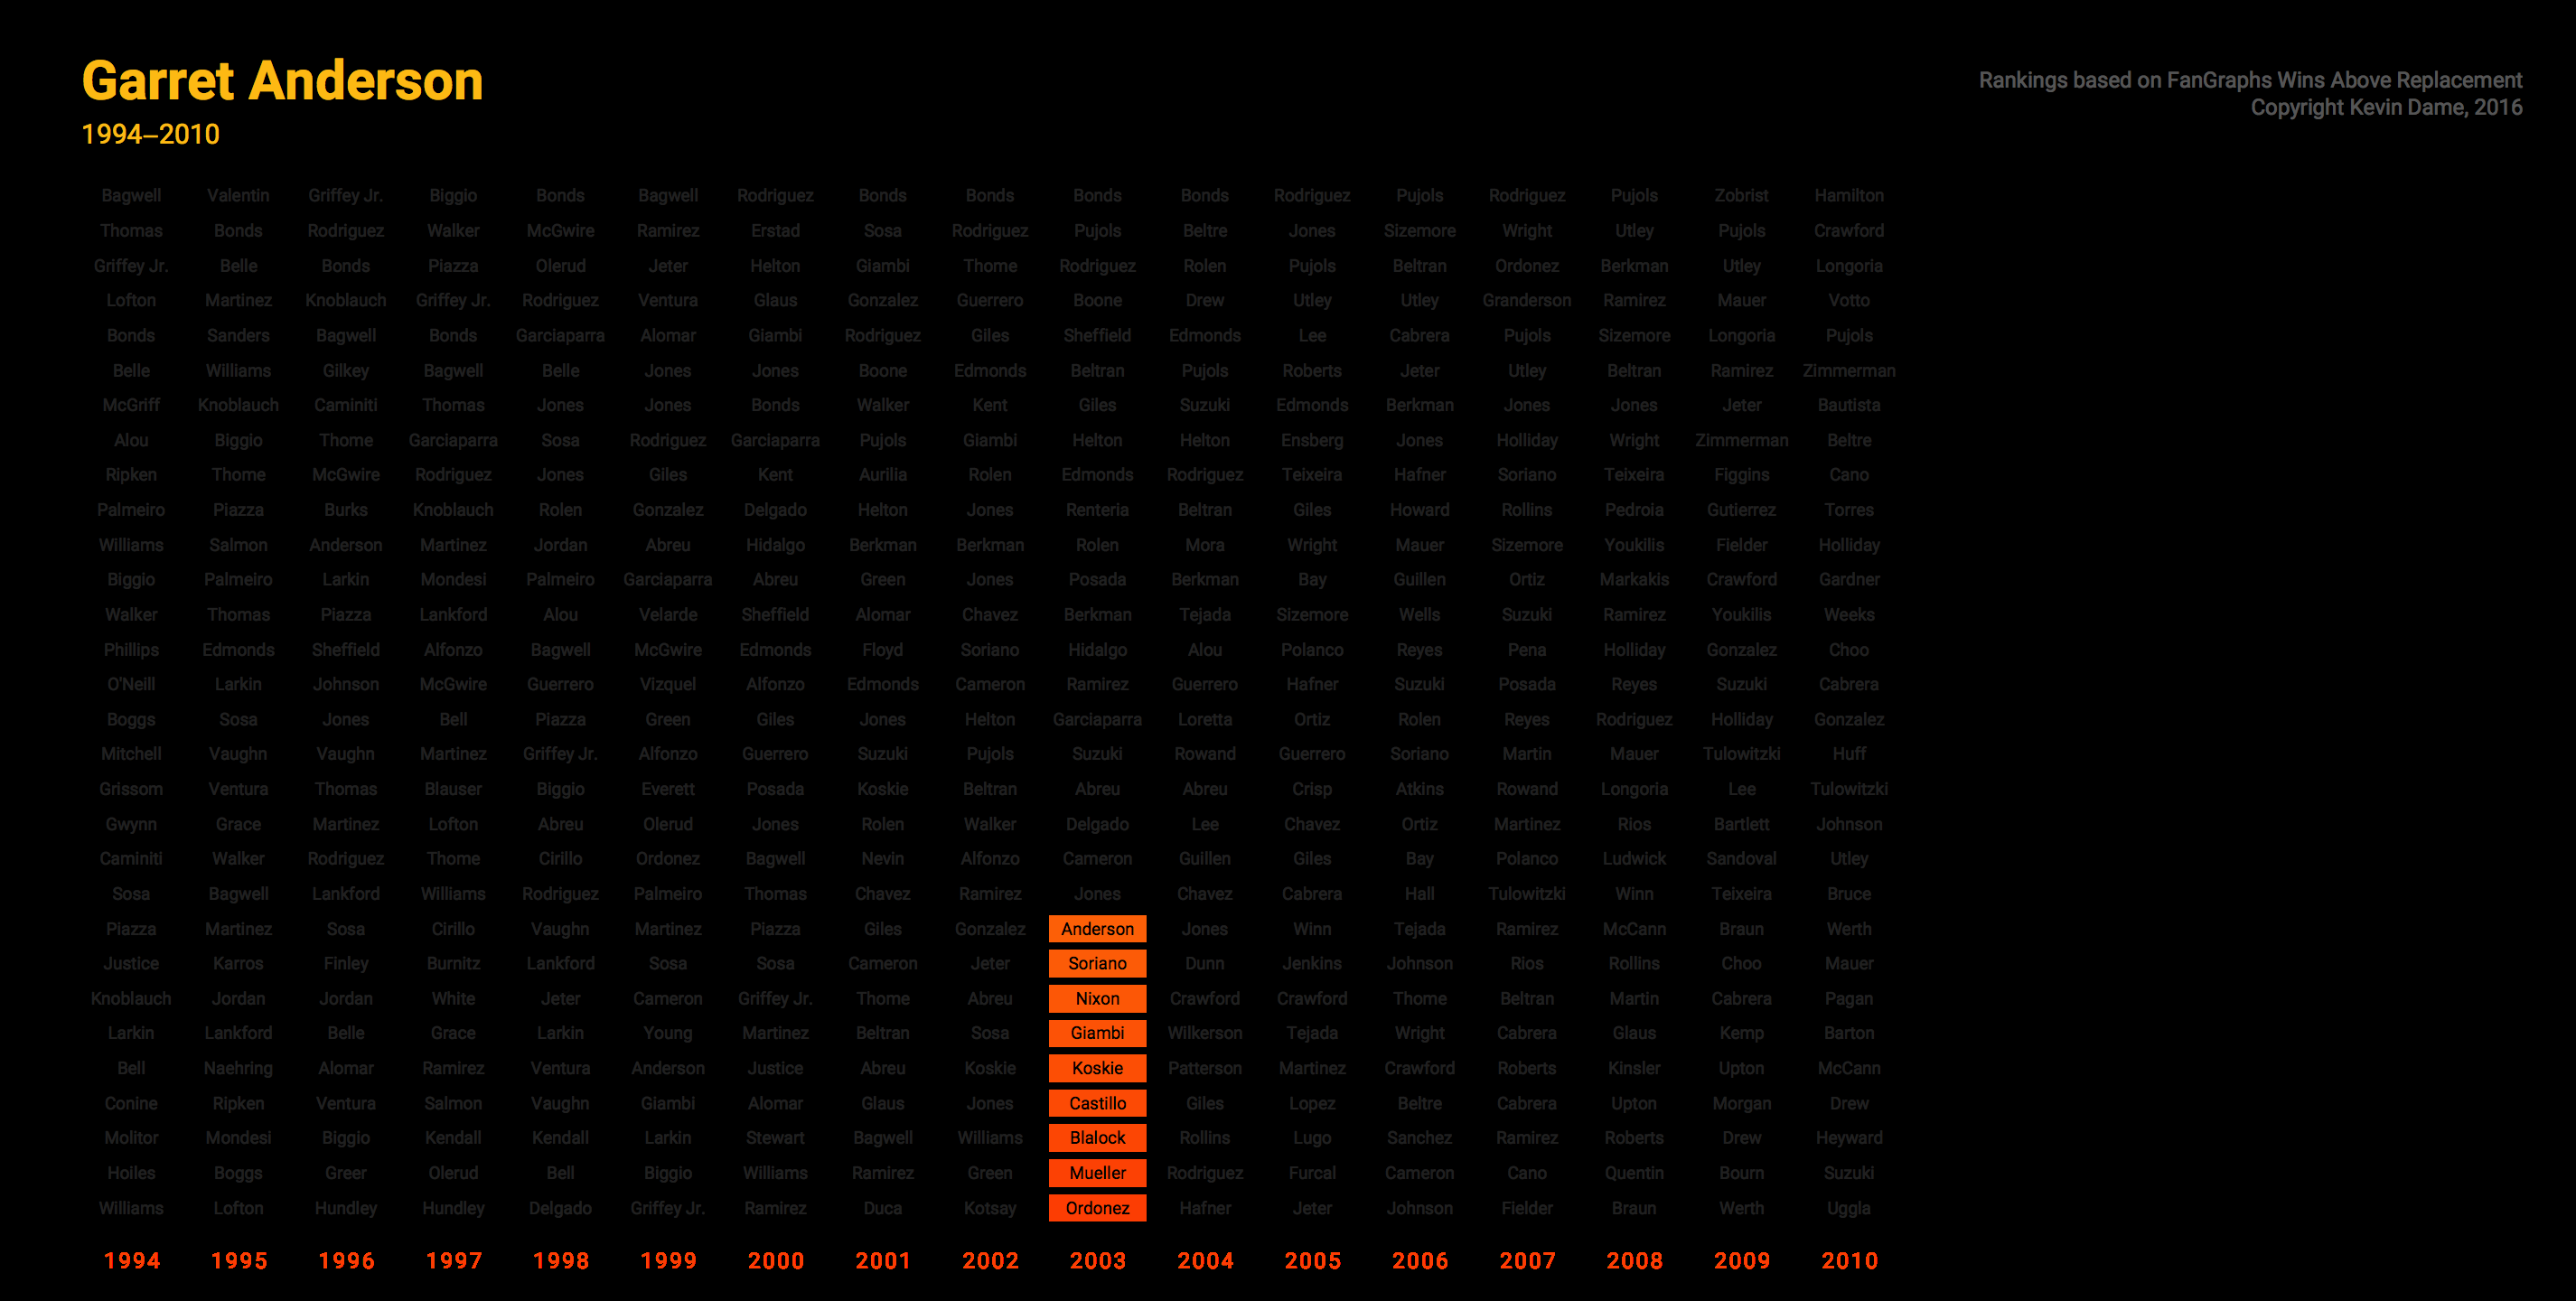 Garret Anderson
1994–2010
Rankings based on FanGraphs Wins Above Replacement
Copyright Kevin Dame, 2016
Bagwell Valentin Griffey Jr. Biggio Bonds Bagwell Rodriguez Bonds Bonds Bonds Bonds Rodriguez Pujols Rodriguez Pujols Zobrist Hamilton
Thomas Bonds Rodriguez Walker McGwire Ramirez Erstad Sosa Rodriguez Pujols Beltre Jones Sizemore Wright Utley Pujols Crawford
Griffey Jr. Belle Bonds Piazza Olerud Jeter Helton Giambi Thome Rodriguez Rolen Pujols Beltran Ordonez Berkman Utley Longoria
Lofton Martinez Knoblauch Griffey Jr. Rodriguez Ventura Glaus Gonzalez Guerrero Boone Drew Utley Utley Granderson Ramirez Mauer Votto
Bonds Sanders Bagwell Bonds Garciaparra Alomar Giambi Rodriguez Giles Sheffield Edmonds Lee Cabrera Pujols Sizemore Longoria Pujols
Belle Williams Gilkey Bagwell Belle Jones Jones Boone Edmonds Beltran Pujols Roberts Jeter Utley Beltran Ramirez Zimmerman
McGriff Knoblauch Caminiti Thomas Jones Jones Bonds Walker Kent Giles Suzuki Edmonds Berkman Jones Jones Jeter Bautista
Alou Biggio Thome Garciaparra Sosa Rodriguez Garciaparra Pujols Giambi Helton Helton Ensberg Jones Holliday Wright Zimmerman Beltre
Ripken Thome McGwire Rodriguez Jones Giles Kent Aurilia Rolen Edmonds Rodriguez Teixeira Hafner Soriano Teixeira Figgins Cano
Palmeiro Piazza Burks Knoblauch Rolen Gonzalez Delgado Helton Jones Renteria Beltran Giles Howard Rollins Pedroia Gutierrez Torres
Williams Salmon Anderson Martinez Jordan Abreu Hidalgo Berkman Berkman Rolen Mora Wright Mauer Sizemore Youkilis Fielder Holliday
Biggio Palmeiro Larkin Mondesi Palmeiro Garciaparra Abreu Green Jones Posada Berkman Bay Guillen Ortiz Markakis Crawford Gardner
Walker Thomas Piazza Lankford Alou Velarde Sheffield Alomar Chavez Berkman Tejada Sizemore Wells Suzuki Ramirez Youkilis Weeks
Phillips Edmonds Sheffield Alfonzo Bagwell McGwire Edmonds Floyd Soriano Hidalgo Alou Polanco Reyes Pena Holliday Gonzalez Choo
O'Neill Larkin Johnson McGwire Guerrero Vizquel Alfonzo Edmonds Cameron Ramirez Guerrero Hafner Suzuki Posada Reyes Suzuki Cabrera
Boggs Sosa Jones Bell Piazza Green Giles Jones Helton Garciaparra Loretta Ortiz Rolen Reyes Rodriguez Holliday Gonzalez
Mitchell Vaughn Vaughn Martinez Griffey Jr. Alfonzo Guerrero Suzuki Pujols Suzuki Rowand Guerrero Soriano Martin Mauer Tulowitzki Huff
Grissom Ventura Thomas Blauser Biggio Everett Posada Koskie Beltran Abreu Abreu Crisp Atkins Rowand Longoria Lee Tulowitzki
Gwynn Grace Martinez Lofton Abreu Olerud Jones Rolen Walker Delgado Lee Chavez Ortiz Martinez Rios Bartlett Johnson
Caminiti Walker Rodriguez Thome Cirillo Ordonez Bagwell Nevin Alfonzo Cameron Guillen Giles Bay Polanco Ludwick Sandoval Utley
Sosa Bagwell Lankford Williams Rodriguez Palmeiro Thomas Chavez Ramirez Jones Chavez Cabrera Hall Tulowitzki Winn Teixeira Bruce
Piazza Martinez Sosa Cirillo Vaughn Martinez Piazza Giles Gonzalez Anderson Jones Winn Tejada Ramirez McCann Braun Werth
Justice Karros Finley Burnitz Lankford Sosa Sosa Cameron Jeter Soriano Dunn Jenkins Johnson Rios Rollins Choo Mauer
Knoblauch Jordan Jordan White Jeter Cameron Griffey Jr. Thome Abreu Nixon Crawford Crawford Thome Beltran Martin Cabrera Pagan
Larkin Lankford Belle Grace Larkin Young Martinez Beltran Sosa Giambi Wilkerson Tejada Wright Cabrera Glaus Kemp Barton
Bell Naehring Alomar Ramirez Ventura Anderson Justice Abreu Koskie Koskie Patterson Martinez Crawford Roberts Kinsler Upton McCann
Conine Ripken Ventura Salmon Vaughn Giambi Alomar Glaus Jones Castillo Giles Lopez Beltre Cabrera Upton Morgan Drew
Molitor Mondesi Biggio Kendall Kendall Larkin Stewart Bagwell Williams Blalock Rollins Lugo Sanchez Ramirez Roberts Drew Heyward
Hoiles Boggs Greer Olerud Bell Biggio Williams Ramirez Green Mueller Rodriguez Furcal Cameron Cano Quentin Bourn Suzuki
Williams Lofton Hundley Hundley Delgado Griffey Jr. Ramirez Duca Kotsay Ordonez Hafner Jeter Johnson Fielder Braun Werth Uggla
1994 1995 1996 1997 1998 1999 2000 2001 2002 2003 2004 2005 2006 2007 2008 2009 2010